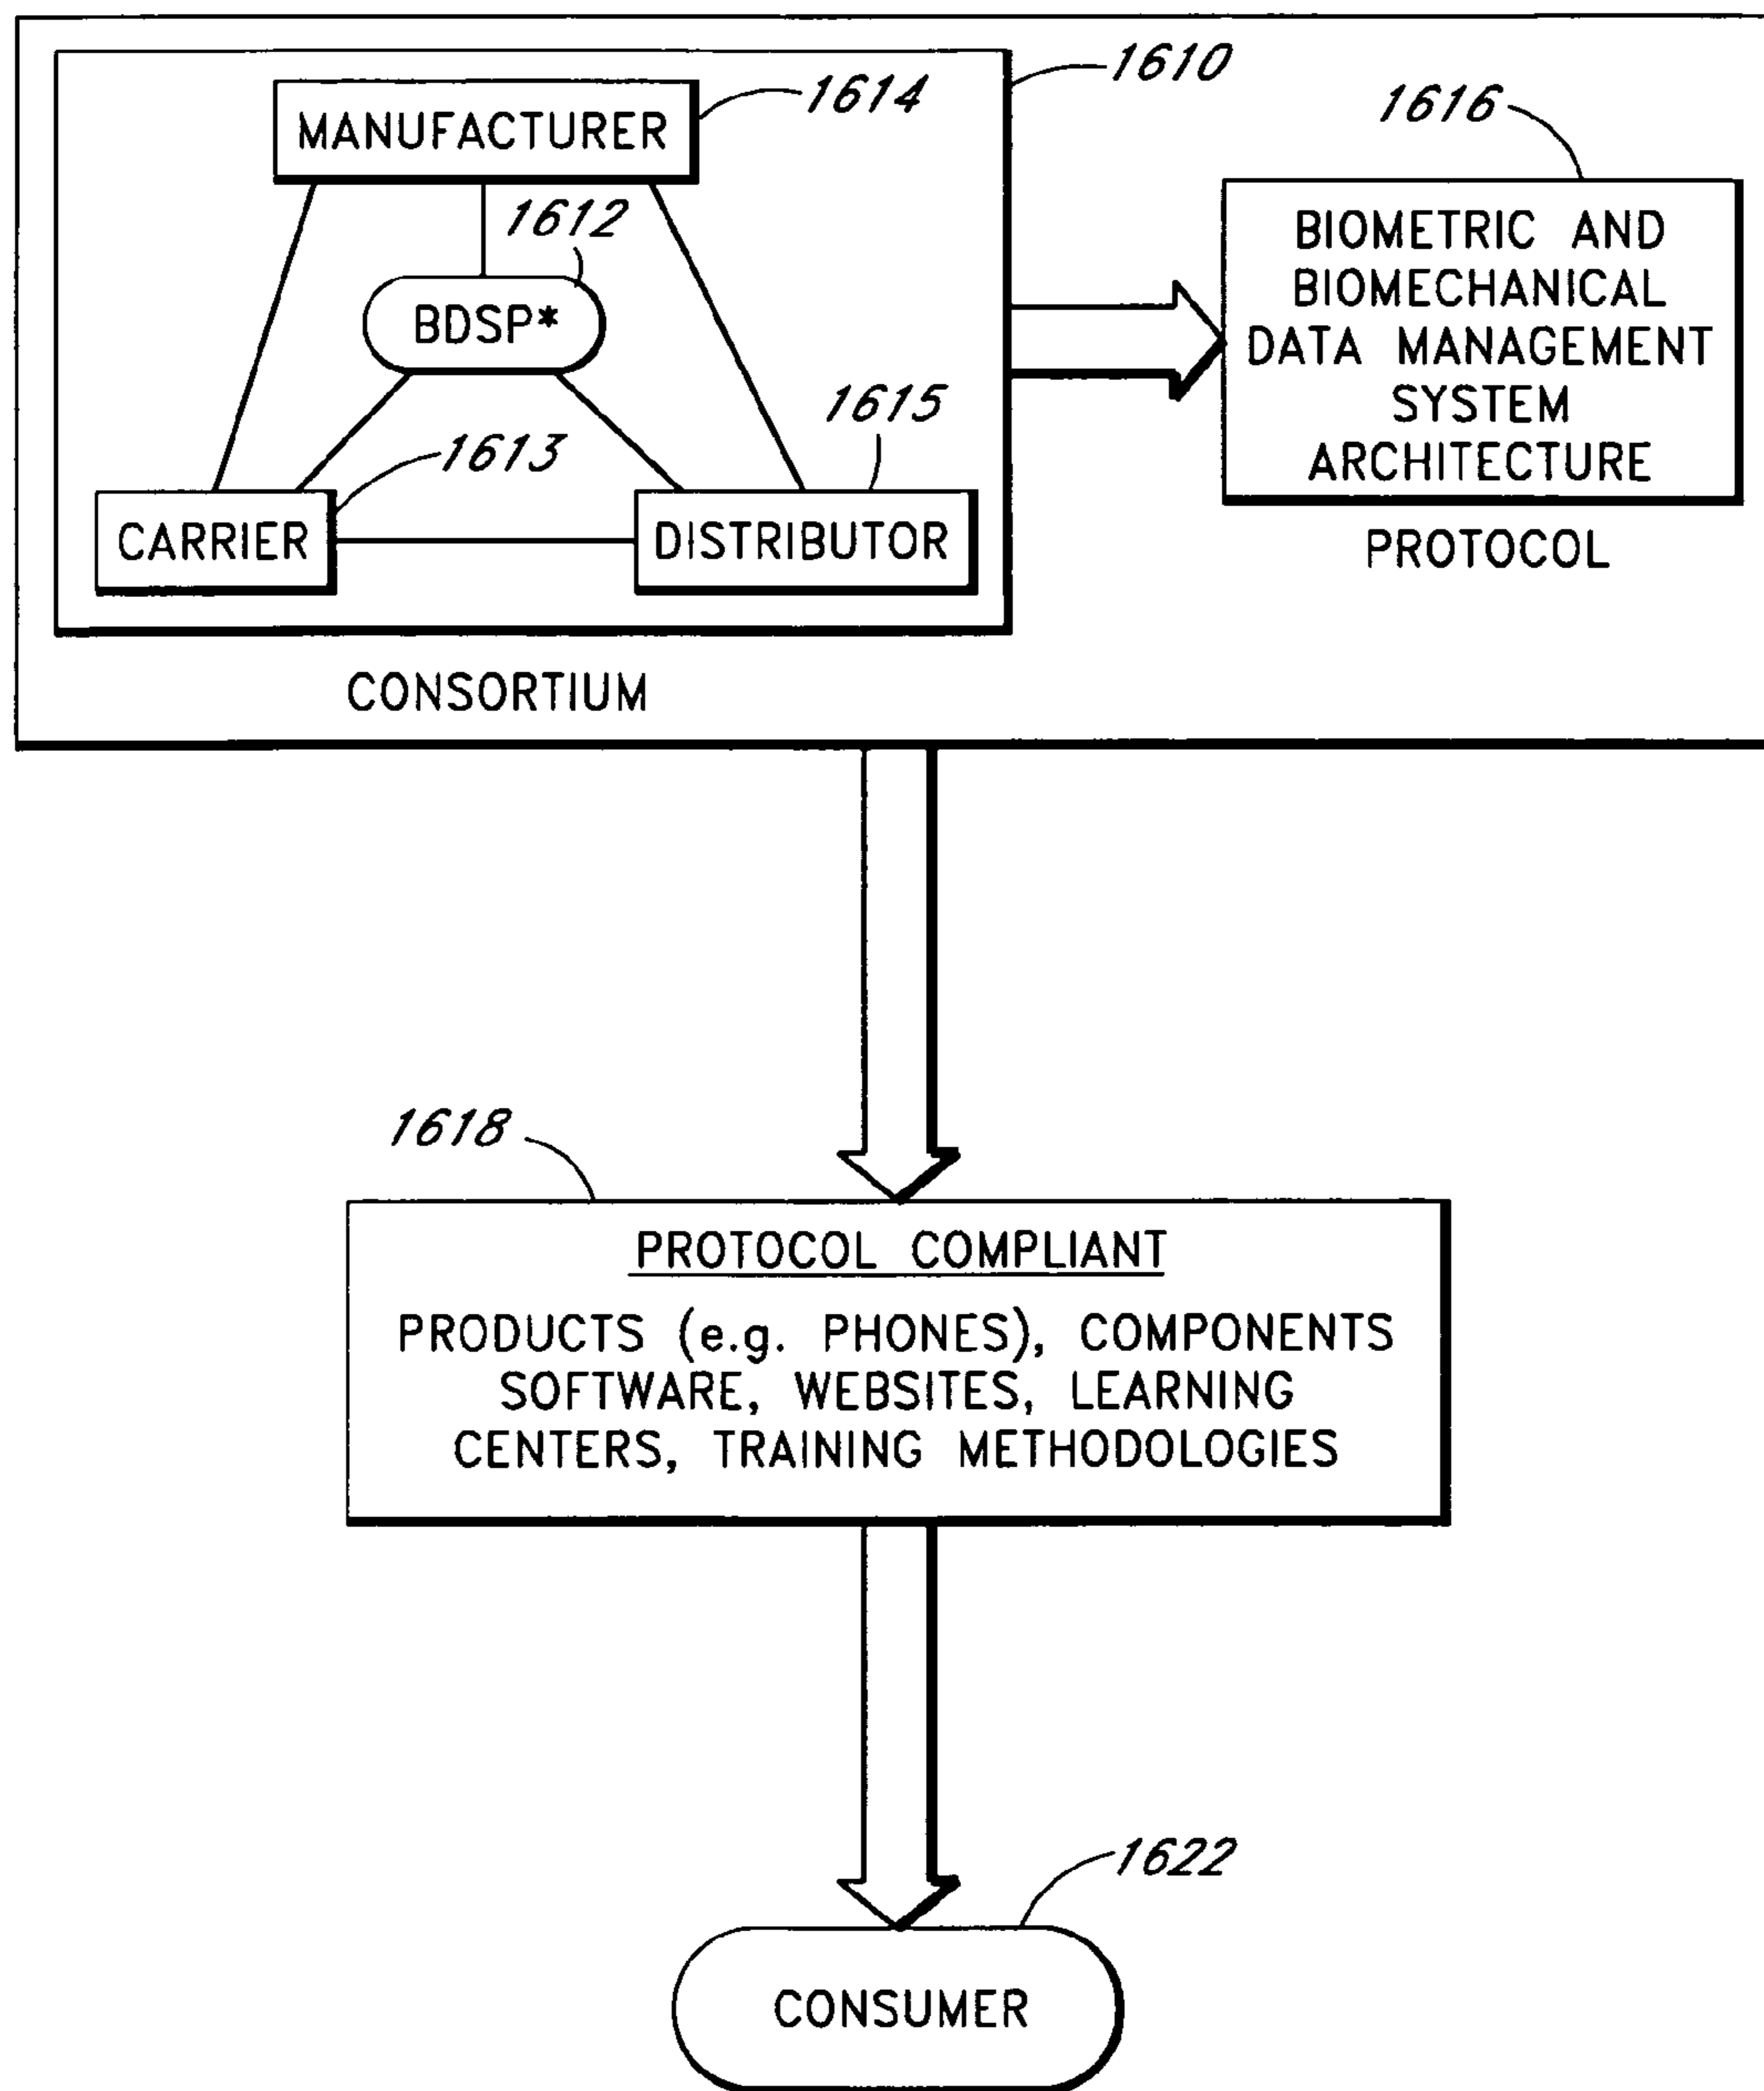 1610
MANUFACTURER
1614
1616
1612
BDSP*
BIOMETRIC AND
BIOMECHANICAL
DATA MANAGEMENT
SYSTEM
ARCHITECTURE
PROTOCOL
1613
1615
CARRIER
DISTRIBUTOR
CONSORTIUM
1618
PROTOCOL COMPLIANT
PRODUCTS (e.g. PHONES), COMPONENTS
SOFTWARE, WEBSITES, LEARNING
CENTERS, TRAINING METHODOLOGIES
1622
CONSUMER